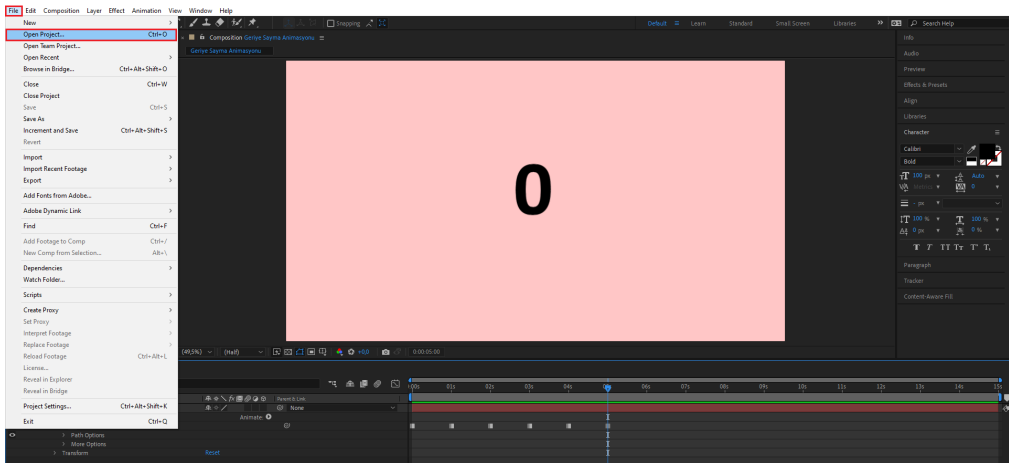 File Edit Composition Layer Effect Animation View Window Help
New
Open Project... Ctrl+O
Open Team Project...
Open Recent
Browse in Bridge... Ctrl+Alt+Shift+O
Close Ctrl+W
Close Project
Save Ctrl+S
Save As
Increment and Save Ctrl+Alt+Shift+S
Revert
Import
Import Recent Footage
Export
Add Fonts from Adobe...
Adobe Dynamic Link
Find Ctrl+F
Add Footage to Comp Ctrl+/
New Comp from Selection... Alt+\
Dependencies
Watch Folder...
Scripts
Create Proxy
Set Proxy
Interpret Footage
Replace Footage
Reload Footage Ctrl+Alt+L
License...
Reveal in Explorer
Reveal in Bridge
Project Settings... Ctrl+Alt+Shift+K
Exit Ctrl+Q
Snapping
Default Learn Standard Small Screen Libraries Search Help
Composition Geriye Sayma Animasyonu
Geriye Sayma Animasyonu
0
(49,5%) (Half) +0,0 0:00:05:00
Info
Audio
Preview
Effects & Presets
Align
Libraries
Character
Calibri
Bold
100 px Auto
Metrics 0
- px
100 % 100 %
0 px 0 %
T T TT Tт T' T,
Paragraph
Tracker
Content-Aware Fill
:00s 01s 02s 03s 04s 06s 07s 08s 09s 10s 11s 12s 13s 14s 15s
Parent & Link
None
Animate:
Path Options
More Options
Transform Reset